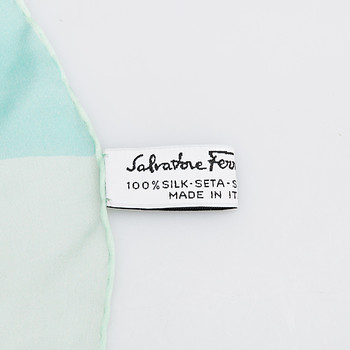 Salvatore Ferr
100% SILK-SETA-S
MADE IN IT